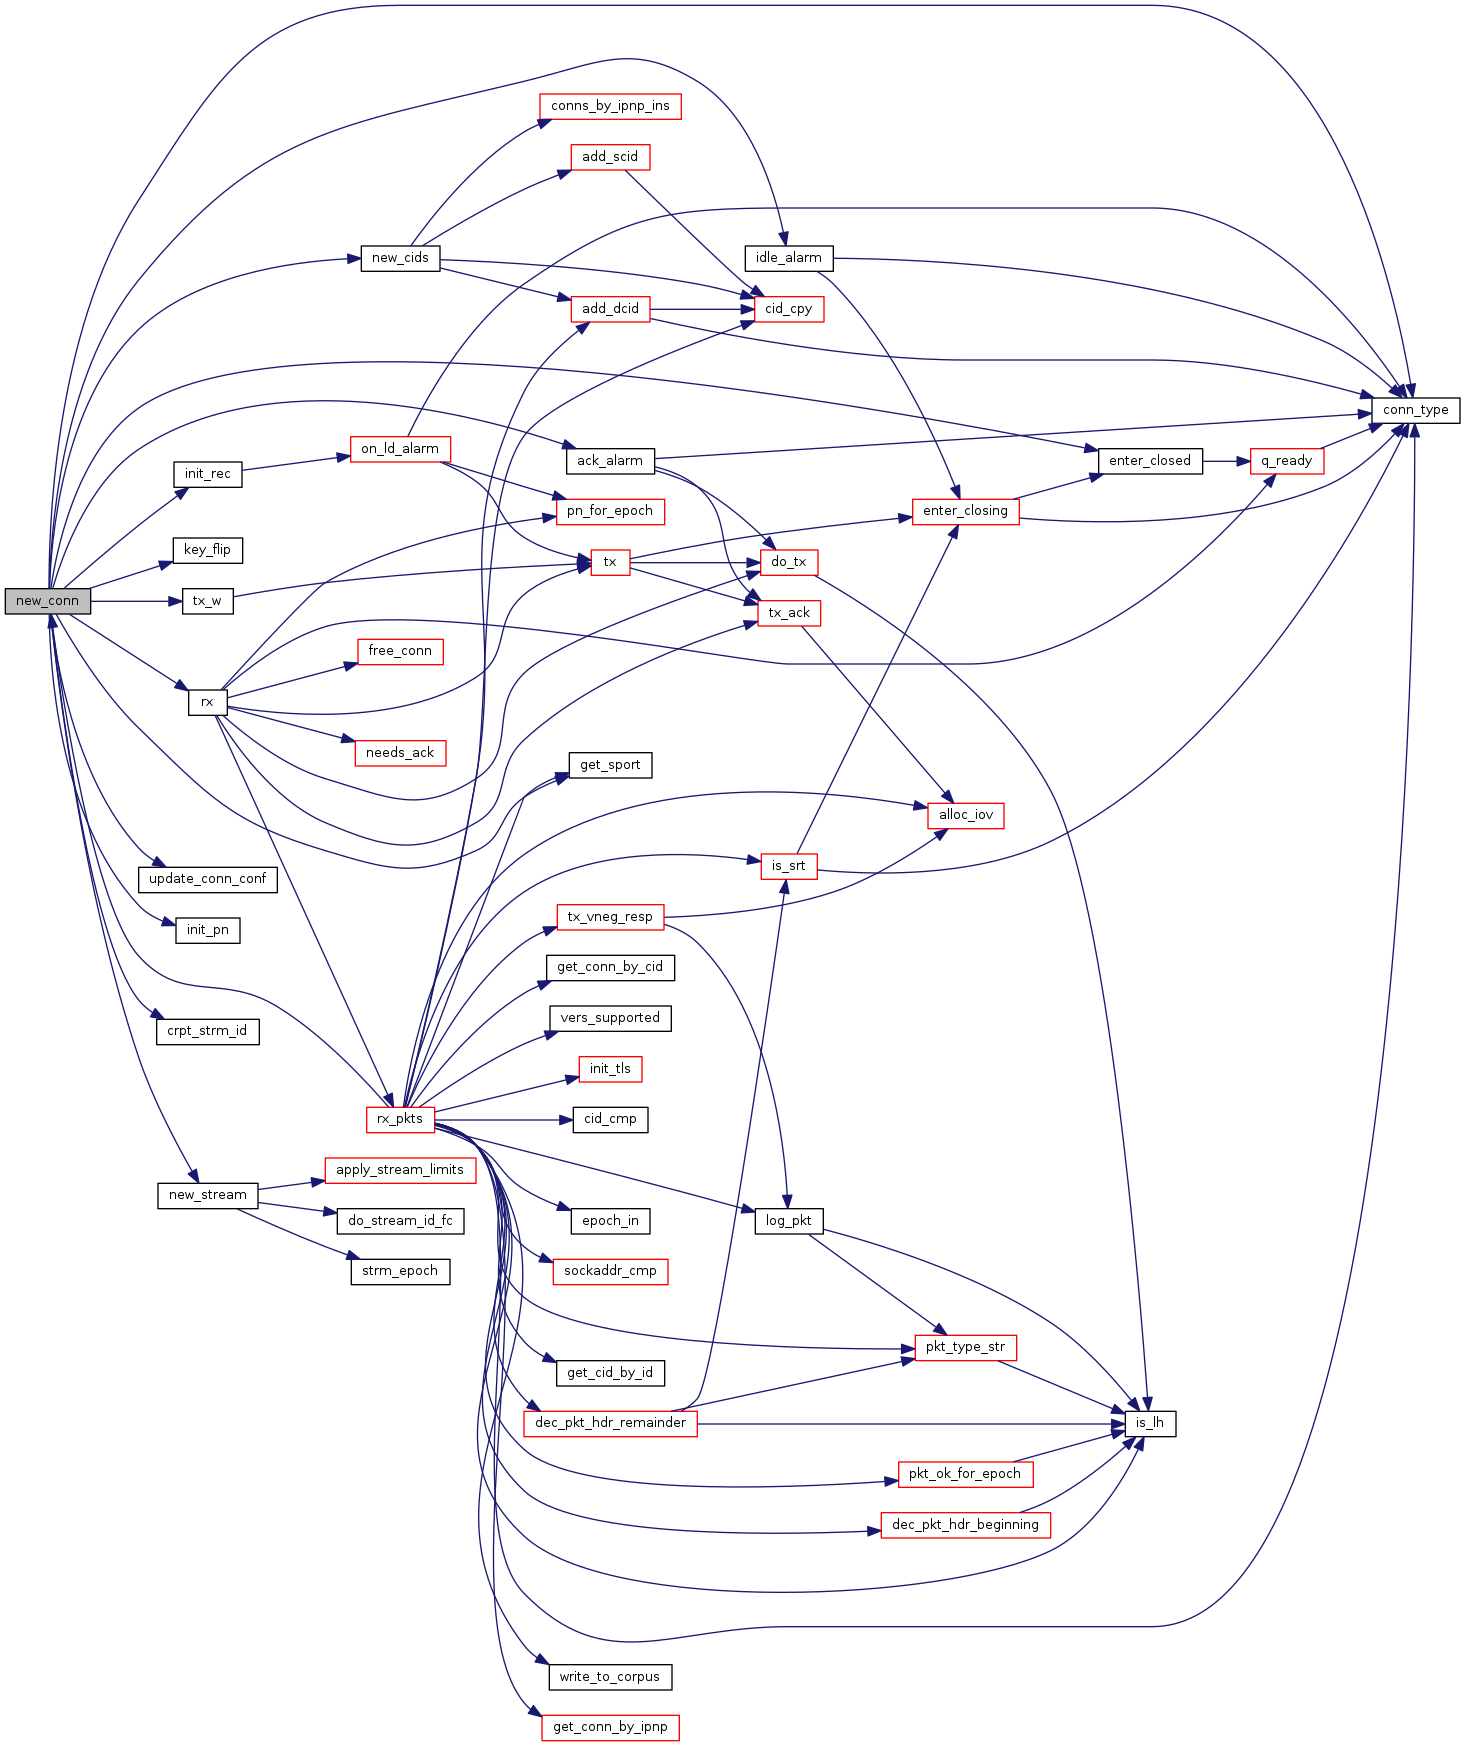 conns_by_ipnp_ins
add_scid
new_cids
idle_alarm
add_dcid
cid_cpy
conn_type
on_ld_alarm
ack_alarm
enter_closed
q_ready
init_rec
pn_for_epoch
enter_closing
key_flip
tx
do_tx
new_conn
tx_w
tx_ack
free_conn
rx
needs_ack
get_sport
alloc_iov
is_srt
update_conn_conf
tx_vneg_resp
init_pn
get_conn_by_cid
vers_supported
crpt_strm_id
init_tls
rx_pkts
cid_cmp
apply_stream_limits
new_stream
do_stream_id_fc
epoch_in
log_pkt
strm_epoch
sockaddr_cmp
pkt_type_str
get_cid_by_id
dec_pkt_hdr_remainder
is_lh
pkt_ok_for_epoch
dec_pkt_hdr_beginning
write_to_corpus
get_conn_by_ipnp